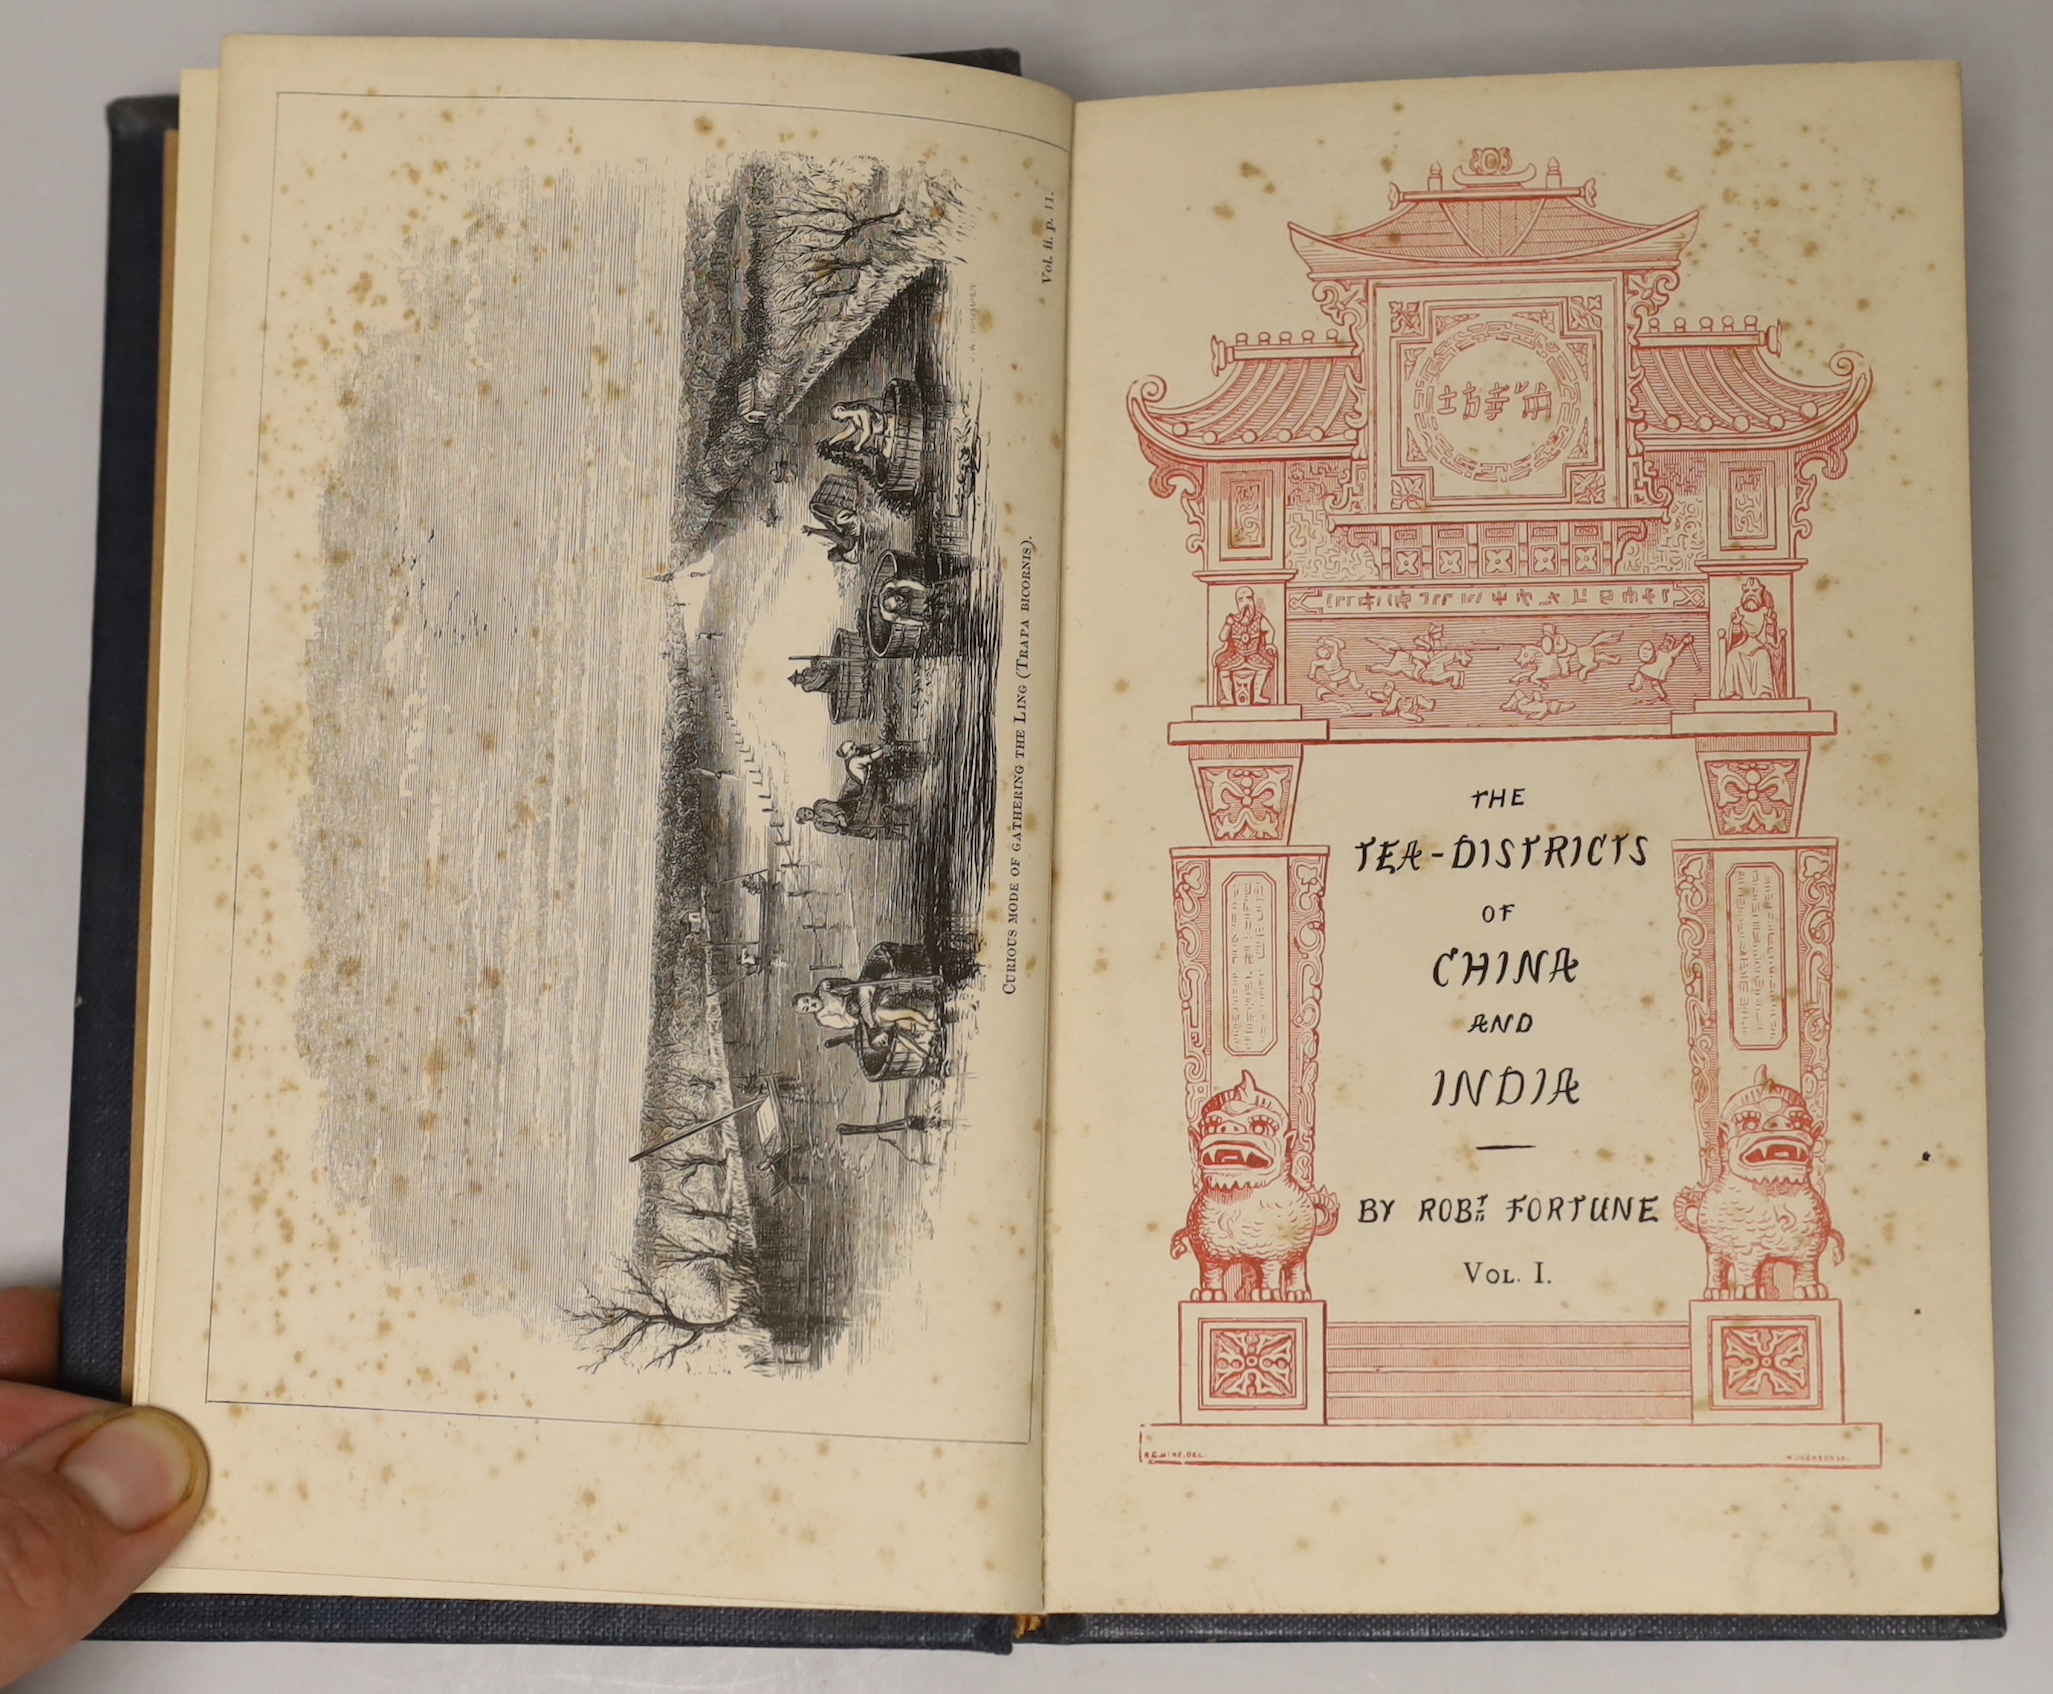 Vol. ii. p. 11.
Curious mode of gathering the Ling (Trapa bicornis).
THE
TEA-DISTRICTS
OF
CHINA
AND
INDIA
BY ROBT FORTUNE
VOL. I.